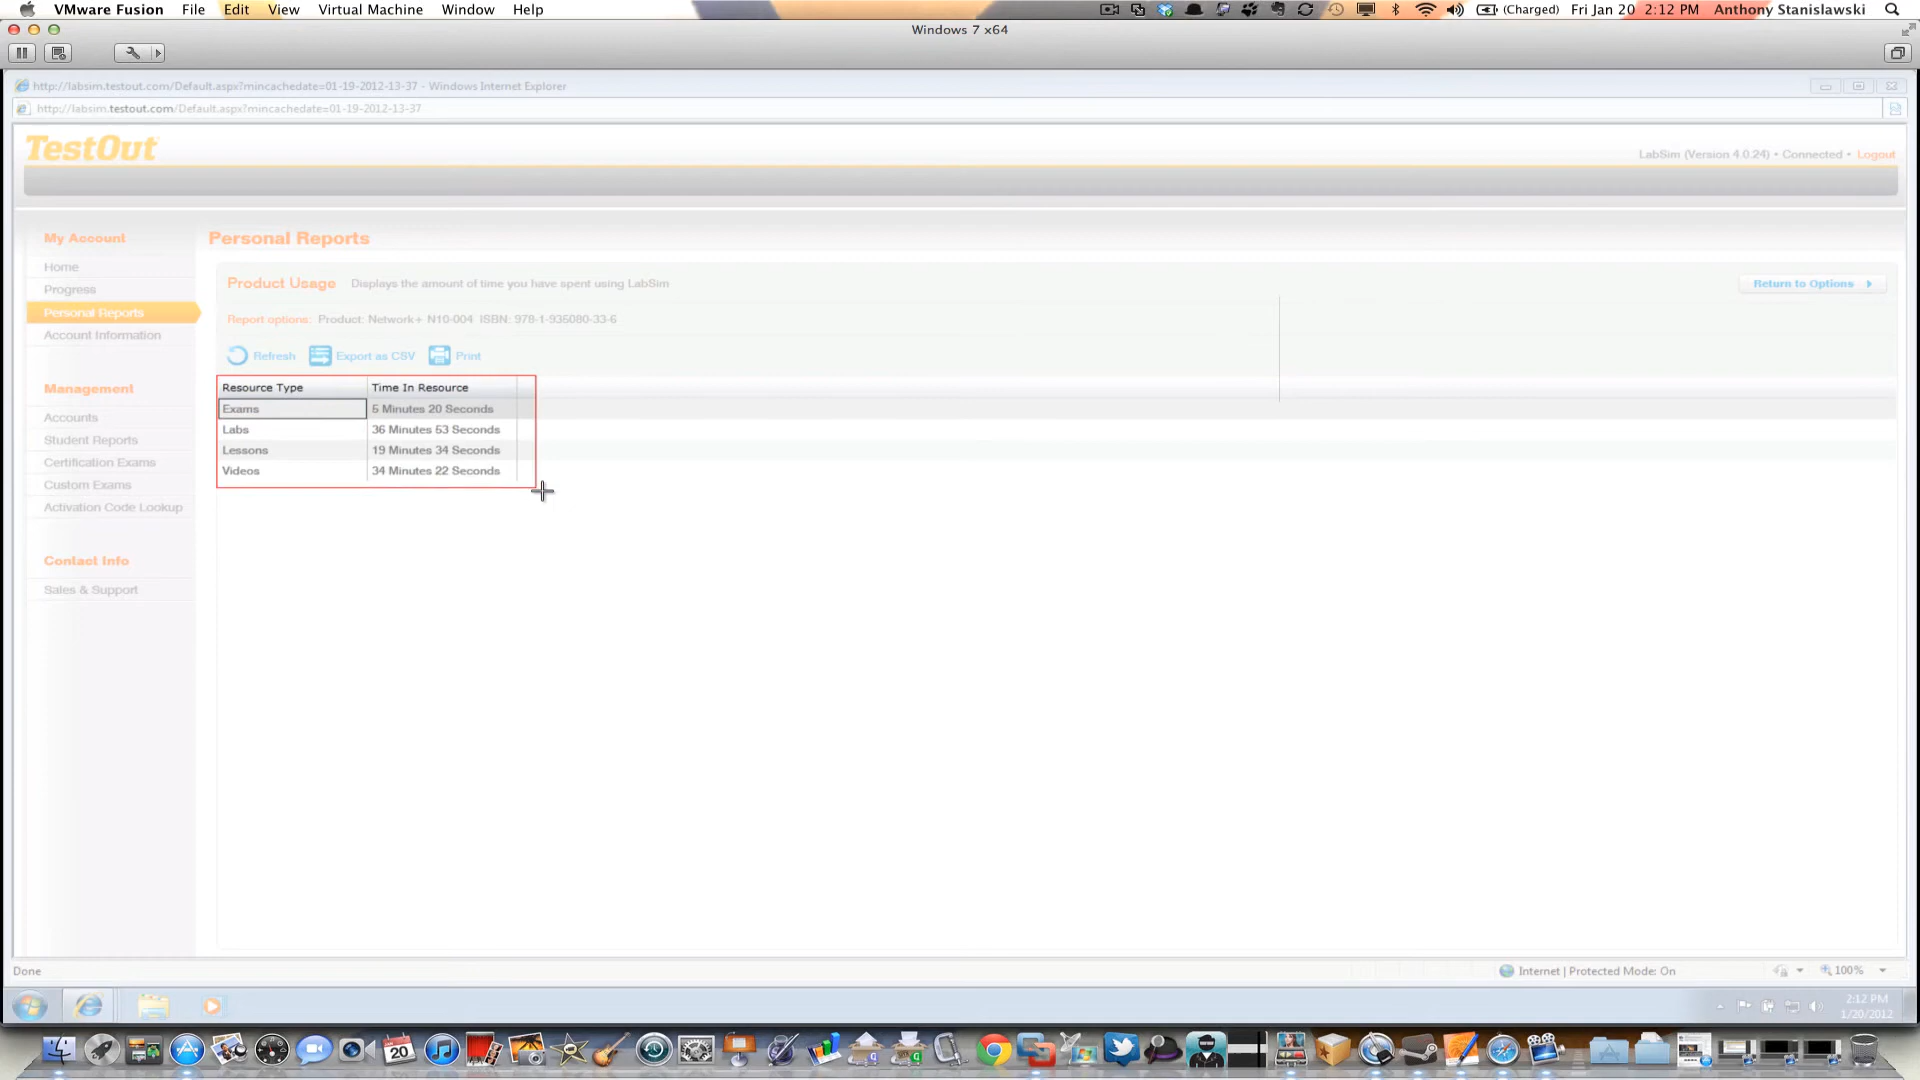 VMware Fusion File Edit View Virtual Machine Window Help (Charged) Fri Jan 20 2:12 PM Anthony Stanislawski
Windows 7 x64
http://labsim.testout.com/Default.aspx?mincachedate=01-19-2012-13-37 - Windows Internet Explorer
http://labsim.testout.com/Default.aspx?mincachedate=01-19-2012-13-37
TestOut
LabSim (Version 4.0.24) • Connected • Logout
My Account
Home
Progress
Personal Reports
Account Information
Management
Accounts
Student Reports
Certification Exams
Custom Exams
Activation Code Lookup
Contact Info
Sales & Support
Personal Reports
Product Usage Displays the amount of time you have spent using LabSim
Return to Options
Report options: Product: Network+ N10-004 ISBN: 978-1-935080-33-6
Refresh Export as CSV Print
Resource Type Time In Resource
Exams 5 Minutes 20 Seconds
Labs 36 Minutes 53 Seconds
Lessons 19 Minutes 34 Seconds
Videos 34 Minutes 22 Seconds
Done
Internet | Protected Mode: On
100%
2:12 PM
1/20/2012
20